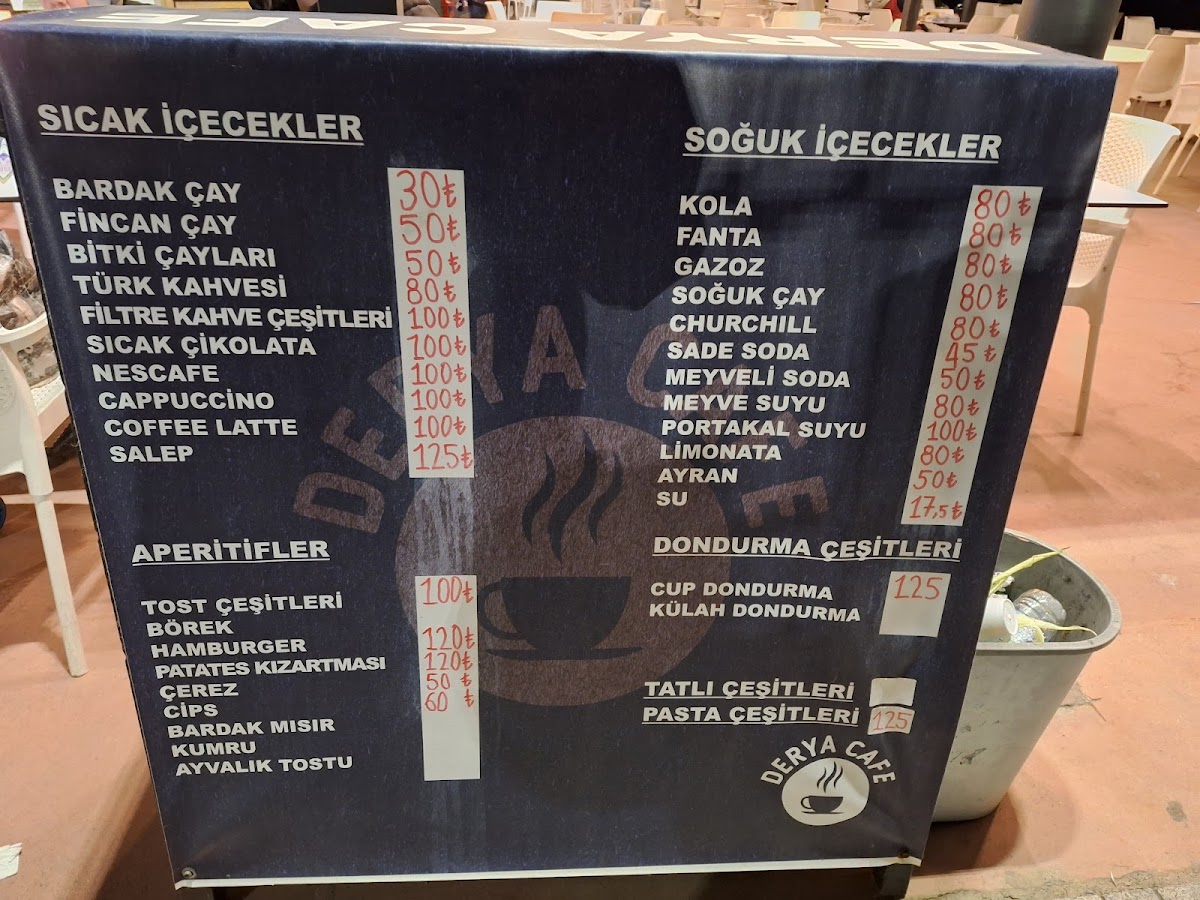 DERYA CAFE
SICAK İÇECEKLER
BARDAK ÇAY 30₺
FİNCAN ÇAY 50₺
BİTKİ ÇAYLARI 50₺
TÜRK KAHVESİ 80₺
FİLTRE KAHVE ÇEŞİTLERİ 100₺
SICAK ÇİKOLATA 100₺
NESCAFE 100₺
CAPPUCCİNO 100₺
COFFEE LATTE 100₺
SALEP 125₺
SOĞUK İÇECEKLER
KOLA 80₺
FANTA 80₺
GAZOZ 80₺
SOĞUK ÇAY 80₺
CHURCHILL 80₺
SADE SODA 45₺
MEYVELİ SODA 50₺
MEYVE SUYU 80₺
PORTAKAL SUYU 100₺
LİMONATA 80₺
AYRAN 50₺
SU 17,5₺
DERYA CAFE
APERİTİFLER
TOST ÇEŞİTLERİ 100₺
BÖREK
HAMBURGER 120₺
PATATES KIZARTMASI 120₺
ÇEREZ 50₺
CİPS 60₺
BARDAK MISIR
KUMRU
AYVALIK TOSTU
DONDURMA ÇEŞİTLERİ
CUP DONDURMA 125
KÜLAH DONDURMA
TATLI ÇEŞİTLERİ
PASTA ÇEŞİTLERİ 125
DERYA CAFE